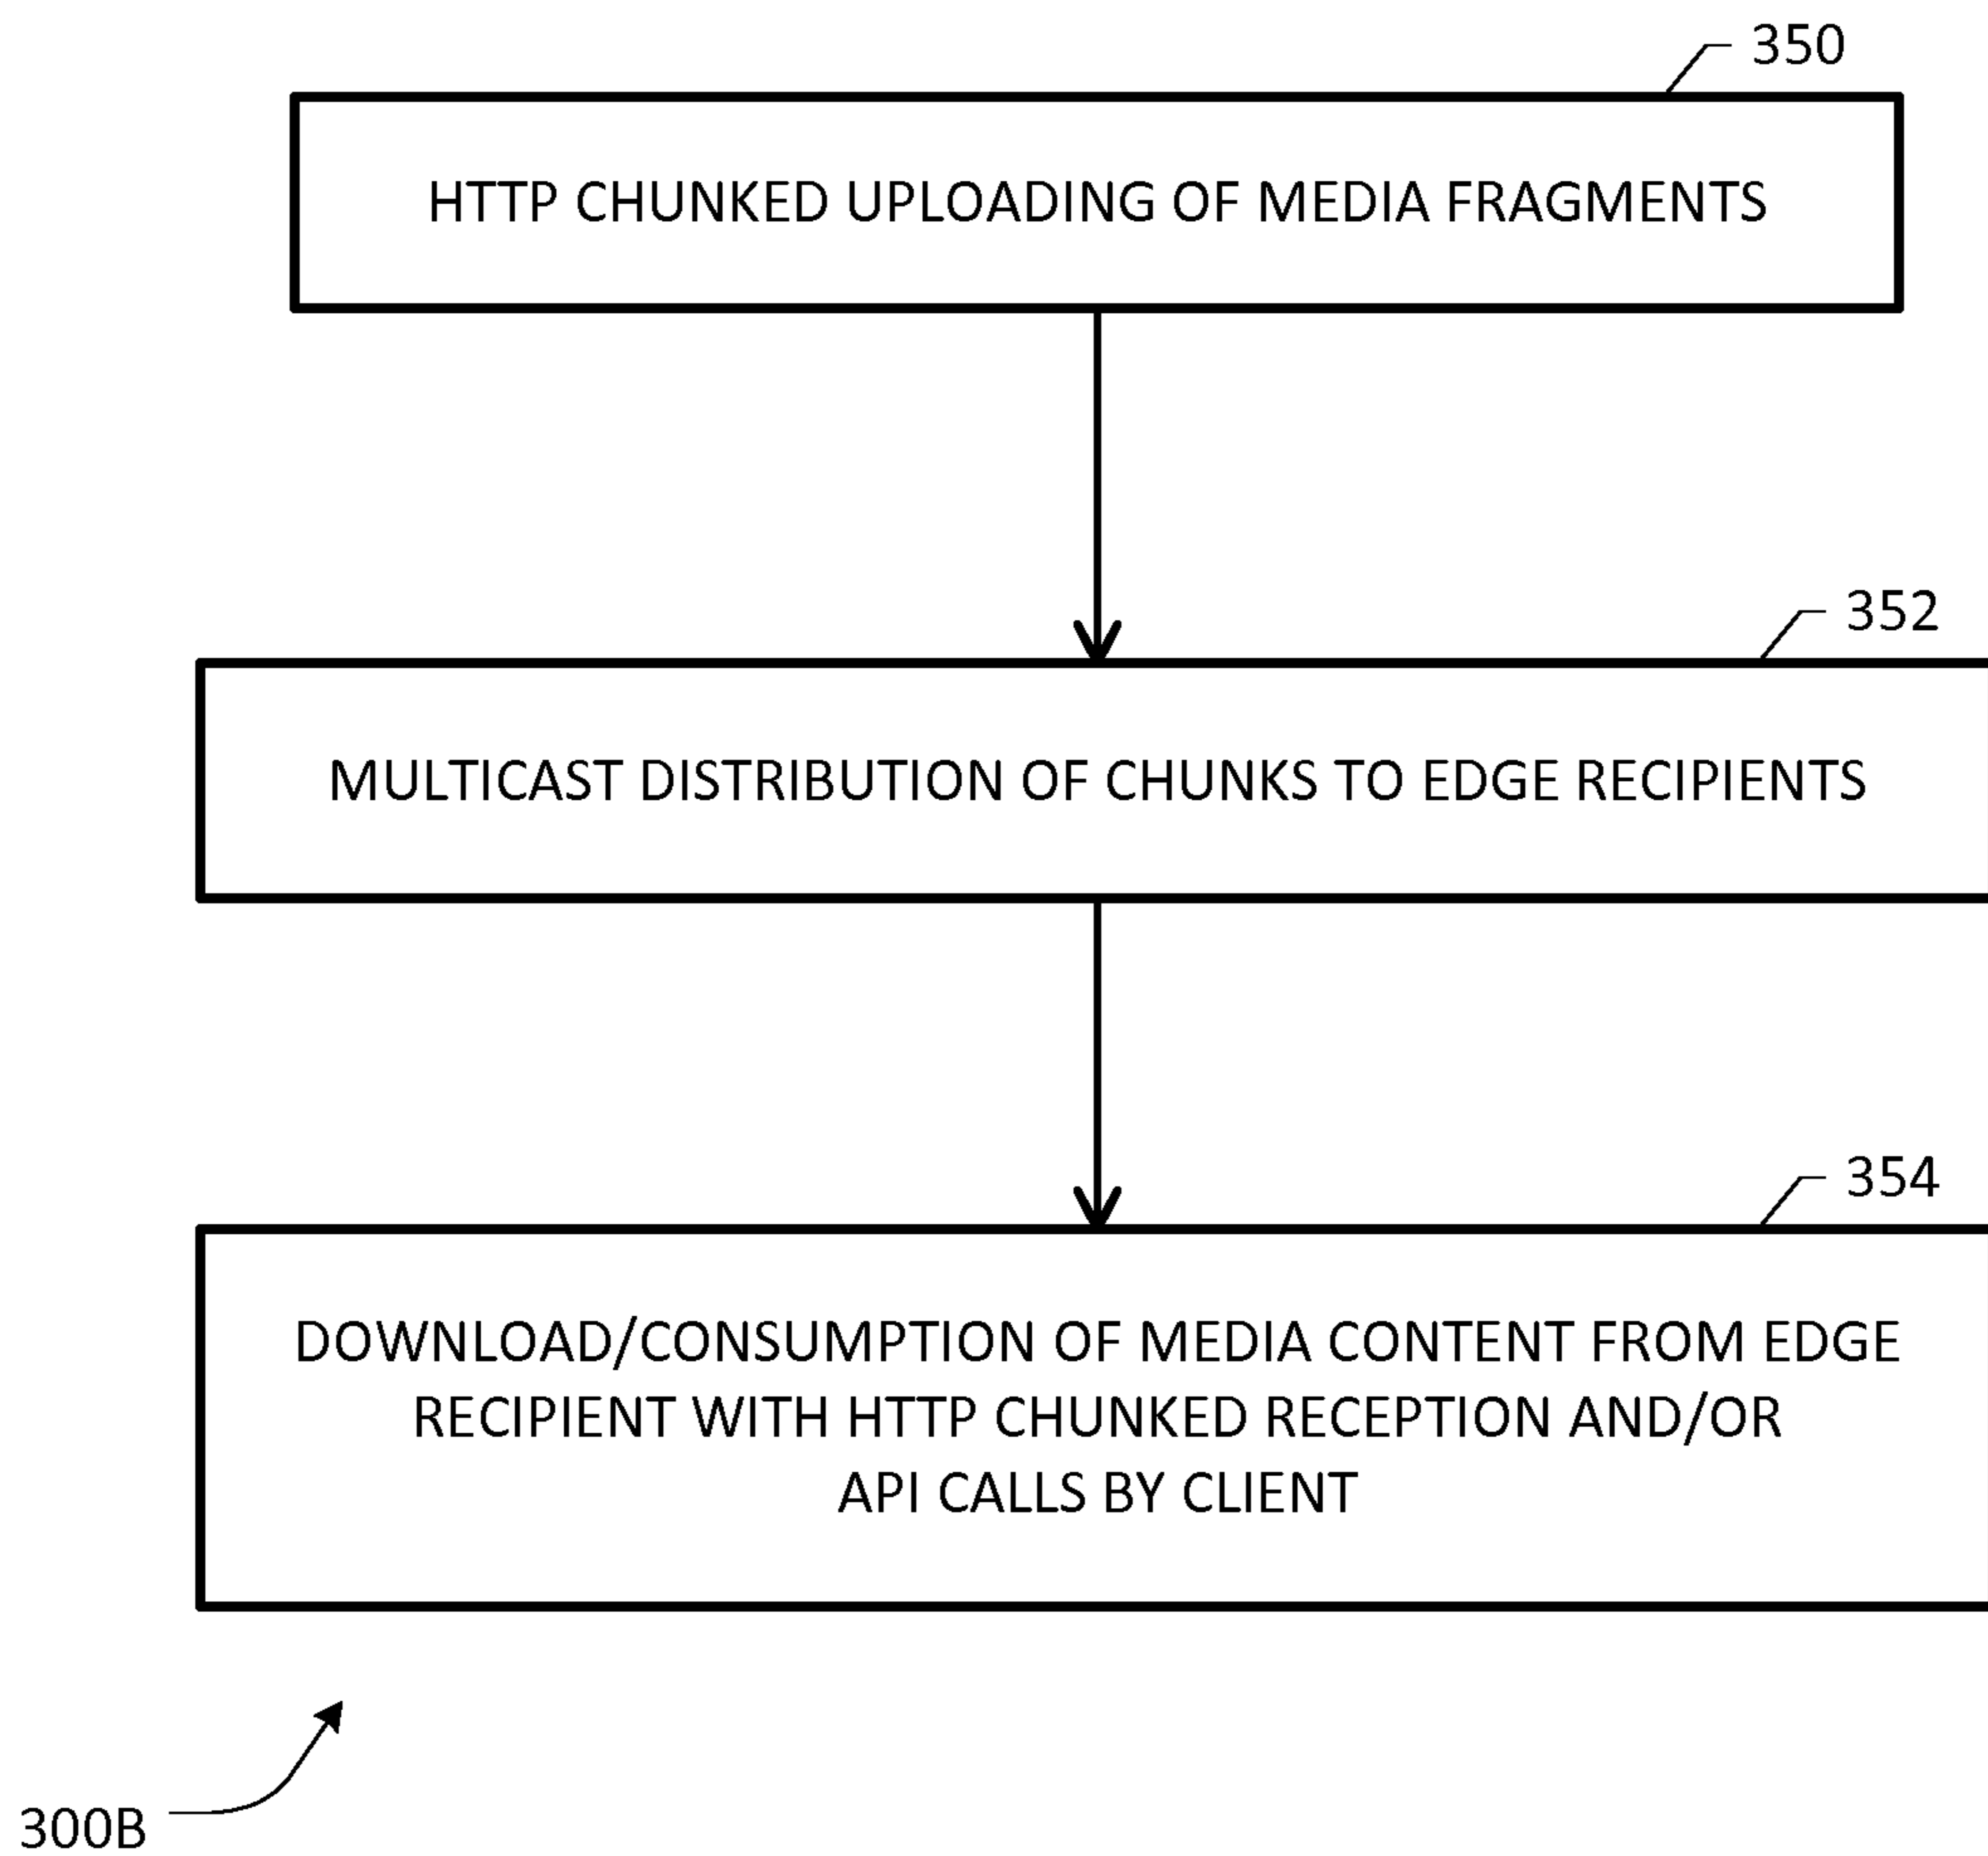 350
HTTP CHUNKED UPLOADING OF MEDIA FRAGMENTS
352
MULTICAST DISTRIBUTION OF CHUNKS TO EDGE RECIPIENTS
354
DOWNLOAD/CONSUMPTION OF MEDIA CONTENT FROM EDGE
RECIPIENT WITH HTTP CHUNKED RECEPTION AND/OR
API CALLS BY CLIENT
300B